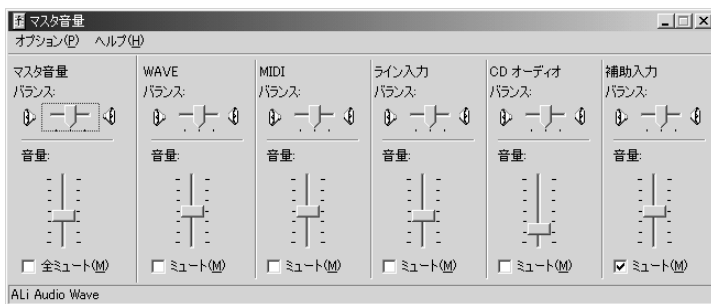 マスタ音量
オプション(P) ヘルプ(H)
マスタ音量
バランス:
音量:
全ミュート(M)
WAVE
バランス:
音量:
ミュート(M)
MIDI
バランス:
音量:
ミュート(M)
ライン入力
バランス:
音量:
ミュート(M)
CD オーディオ
バランス:
音量:
ミュート(M)
補助入力
バランス:
音量:
ミュート(M)
ALi Audio Wave